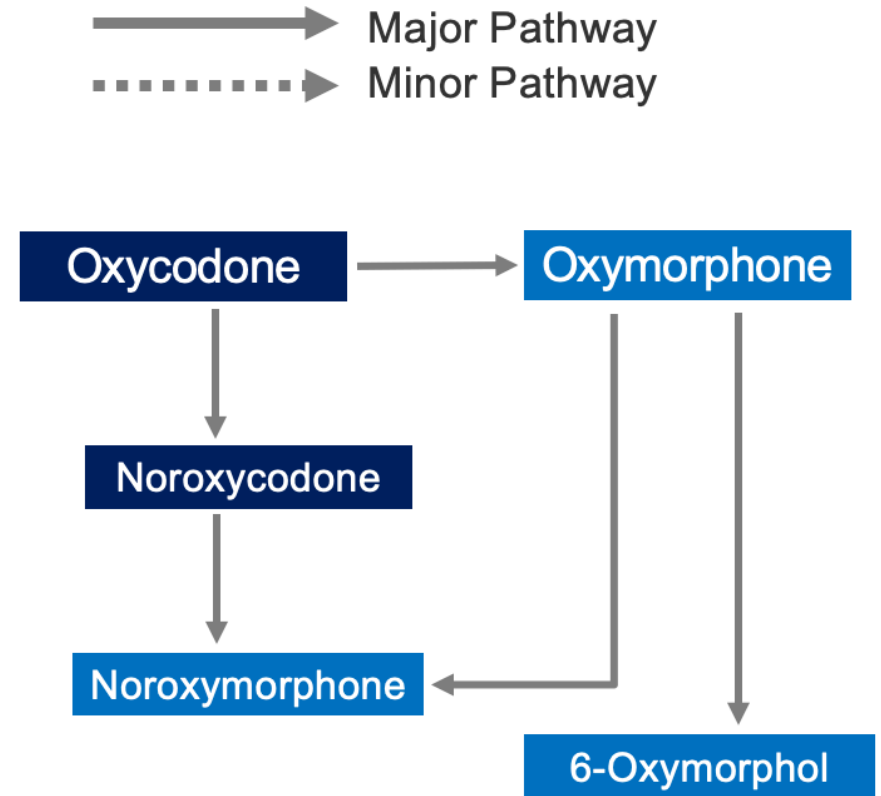 Major Pathway
Minor Pathway
Oxycodone
Oxymorphone
Noroxycodone
Noroxymorphone
6-Oxymorphol